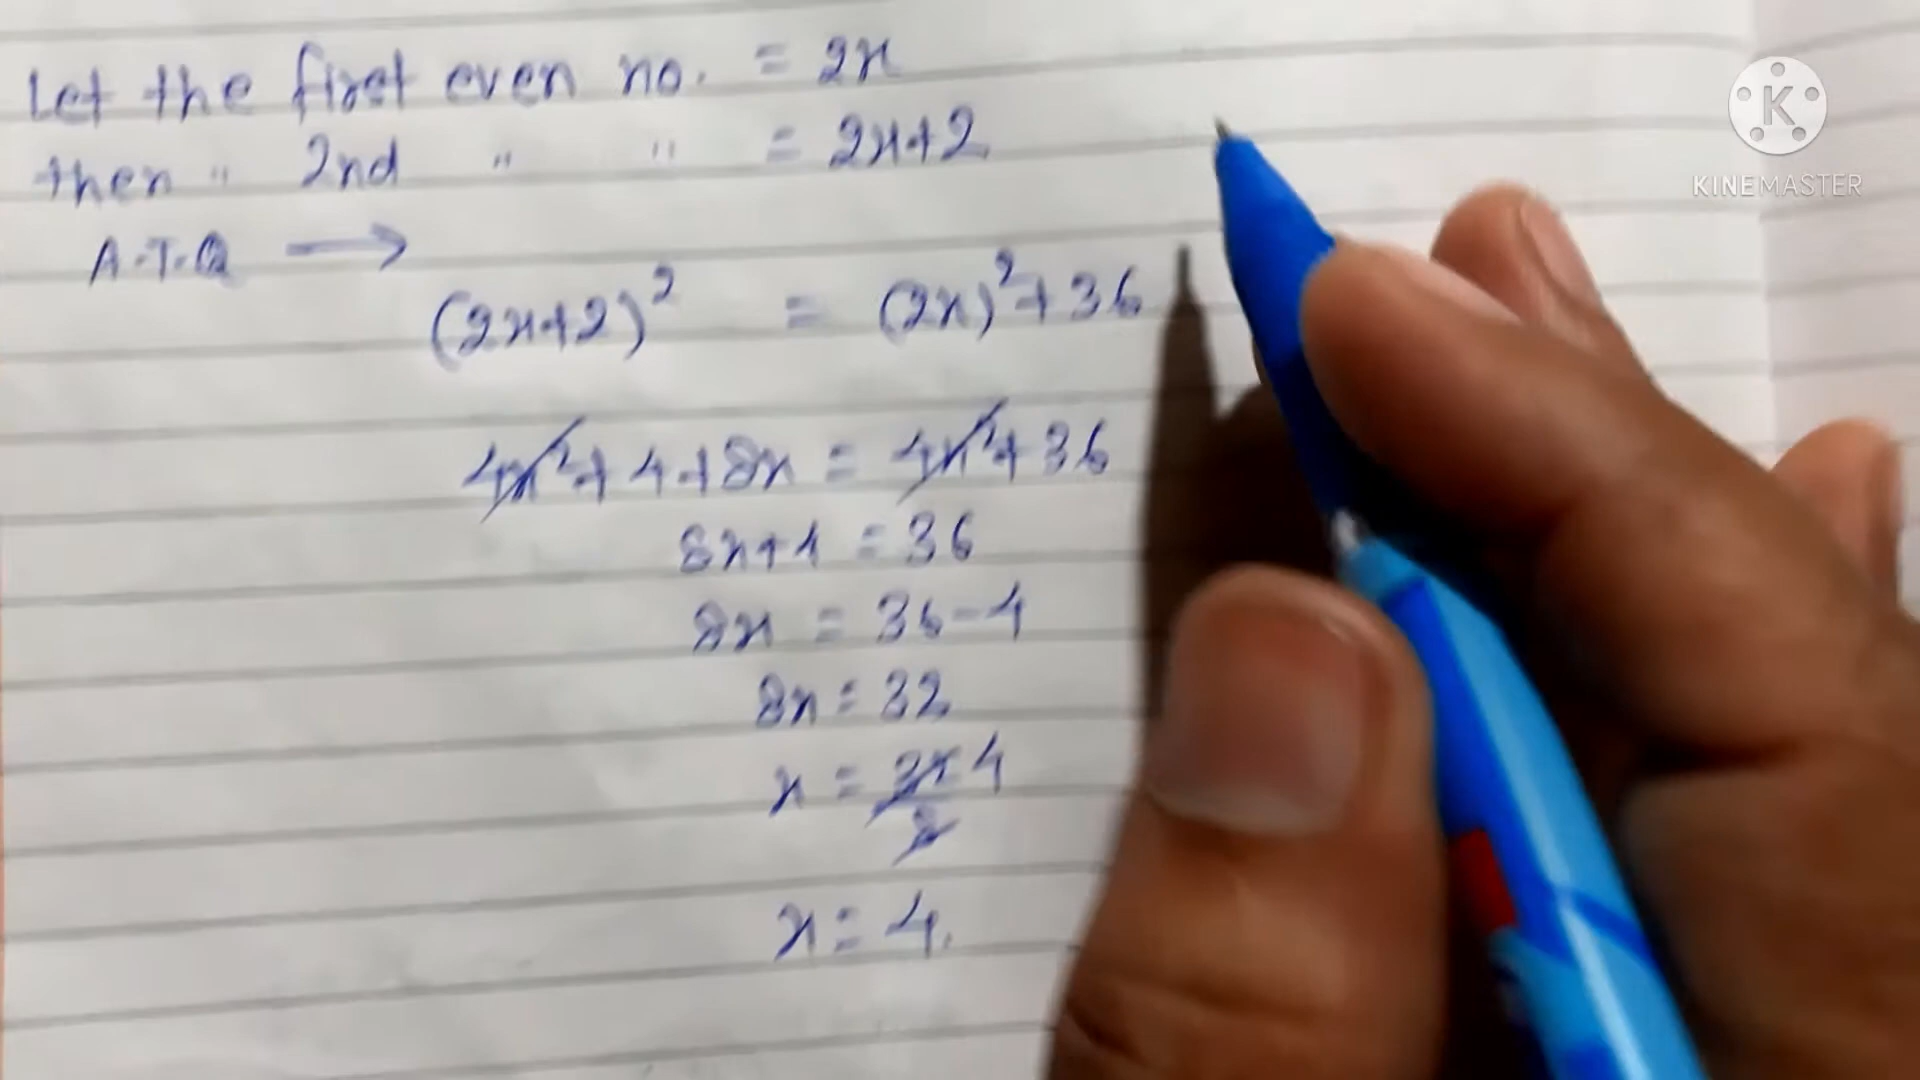 Let the first even no. = 2x
then " 2nd " " = 2x+2
A.T.Q →
(2x+2)² = (2x)²+36
4x²+4+8x = 4x²+36
8x+4 = 36
8x = 36-4
8x = 32
x = 32/8 4
x = 4.
K
KINEMASTER